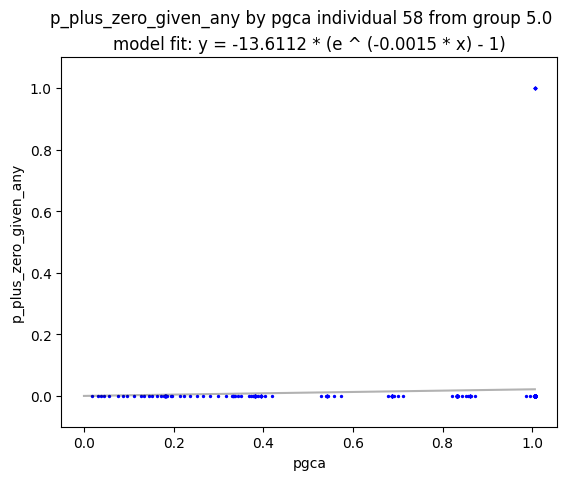 p_plus_zero_given_any by pgca individual 58 from group 5.0
model fit: y = -13.6112 * (e ^ (-0.0015 * x) - 1)
1.0
0.8
0.6
0.4
0.2
0.0
p_plus_zero_given_any
0.0 0.2 0.4 0.6 0.8 1.0
pgca